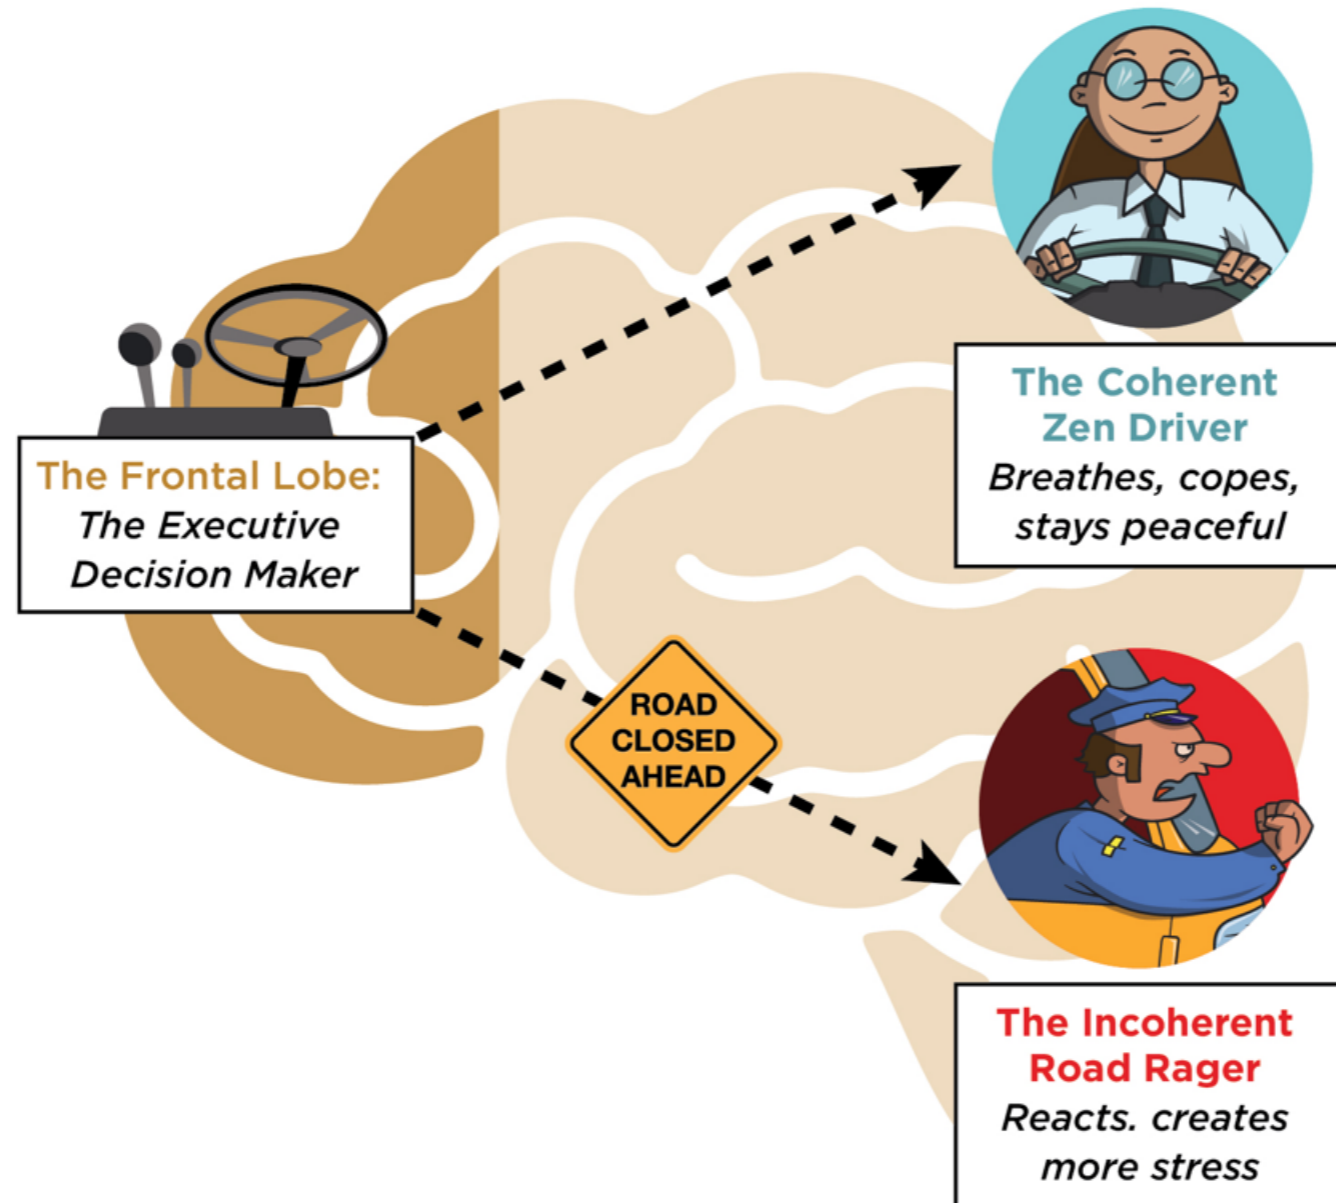 The Coherent
Zen Driver
Breathes, copes,
stays peaceful
The Frontal Lobe:
The Executive
Decision Maker
ROAD
CLOSED
AHEAD
The Incoherent
Road Rager
Reacts. creates
more stress